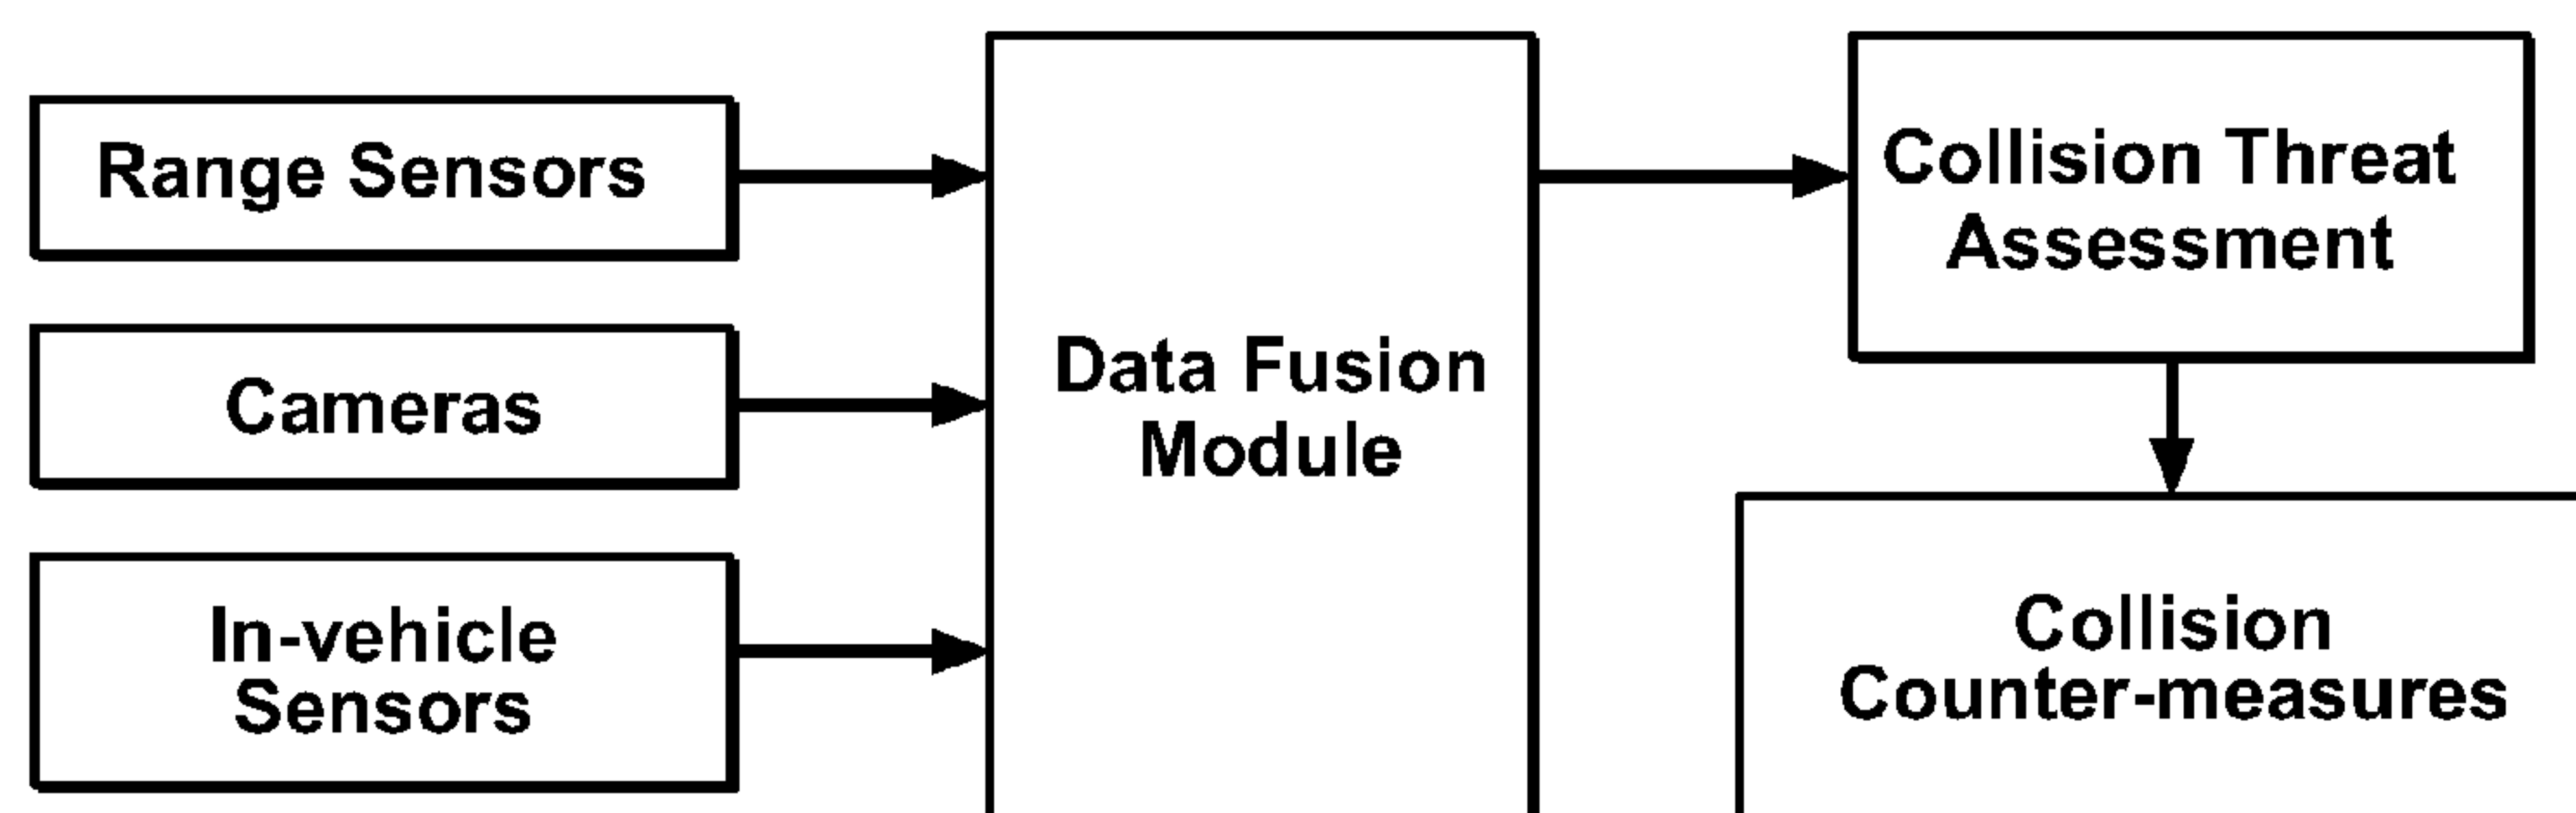 Range Sensors
Cameras
In-vehicle
Sensors
Data Fusion
Module
Collision Threat
Assessment
Collision
Counter-measures